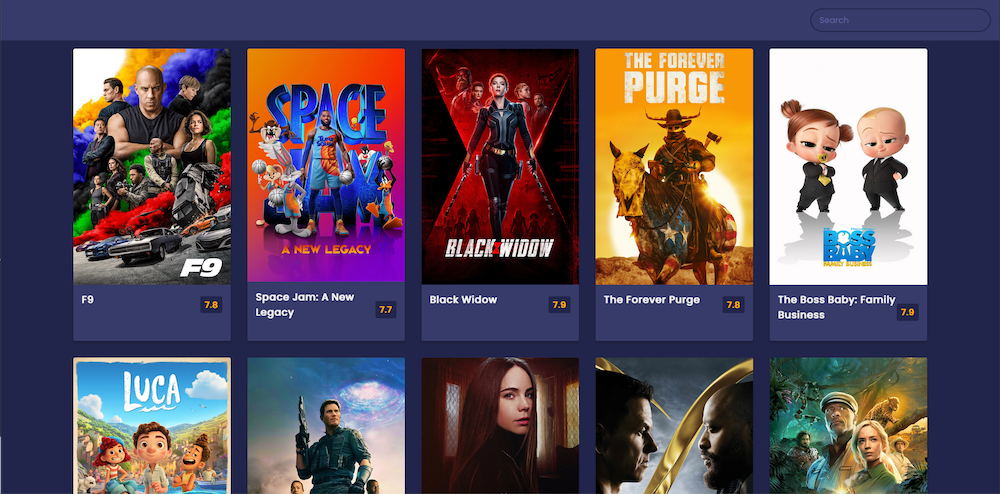 Search
F9
SPACE
JAM
A NEW LEGACY
BLACK WIDOW
THE FOREVER
PURGE
BOSS
BABY
FAMILY BUSINESS
F9
7.8
Space Jam: A New
Legacy
7.7
Black Widow
7.9
The Forever Purge
7.8
The Boss Baby: Family
Business
7.9
LUCA